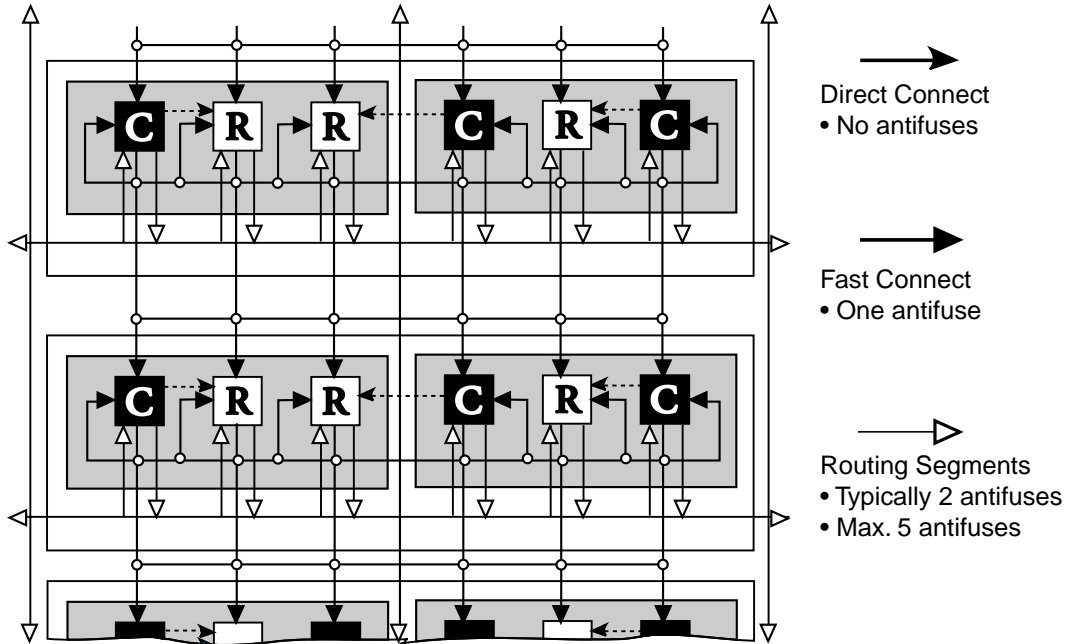 C R R C R C
Direct Connect
• No antifuses
Fast Connect
• One antifuse
C R R C R C
Routing Segments
• Typically 2 antifuses
• Max. 5 antifuses